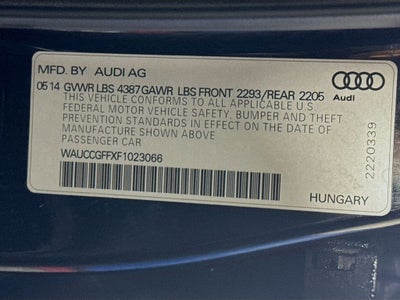 MFD. BY AUDI AG
05 14 GVWR LBS 4387 GAWR LBS FRONT 2293/REAR 2205
THIS VEHICLE CONFORMS TO ALL APPLICABLE U.S.
FEDERAL MOTOR VEHICLE SAFETY, BUMPER AND THEFT
PREVENTION STANDARDS IN EFFECT ON THE DATE OF
MANUFACTURE SHOWN ABOVE
PASSENGER CAR
WAUCCGFFXF1023066
Audi
2220339
HUNGARY